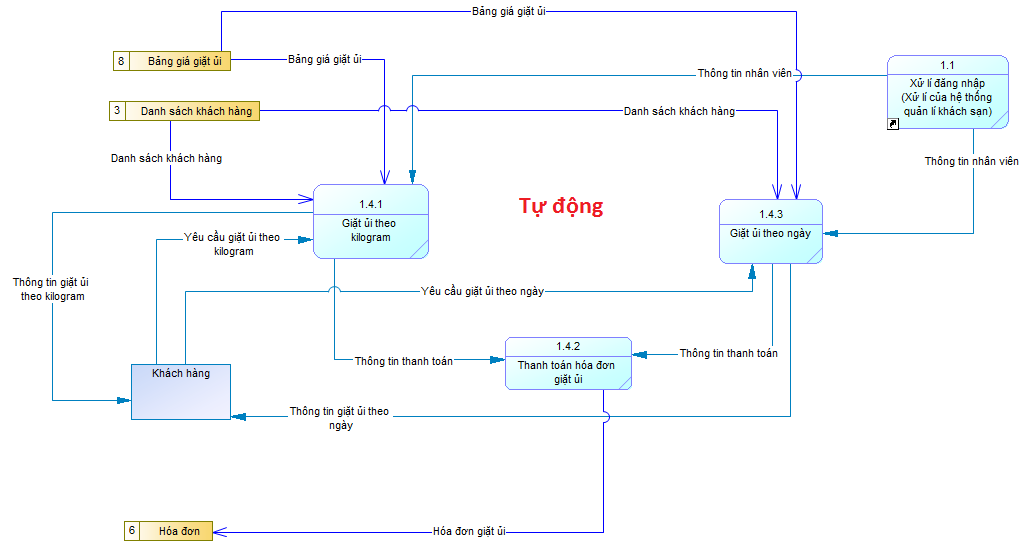 Bảng giá giặt ủi
8
Bảng giá giặt ủi
Bảng giá giặt ủi
1.1
Xử lí đăng nhập
(Xử lí của hệ thống
quản lí khách sạn)
Thông tin nhân viên
3
Danh sách khách hàng
Danh sách khách hàng
Danh sách khách hàng
Thông tin nhân viên
1.4.1
Giặt ủi theo
kilogram
Tự động
1.4.3
Giặt ủi theo ngày
Yêu cầu giặt ủi theo
kilogram
Thông tin giặt ủi
theo kilogram
Yêu cầu giặt ủi theo ngày
1.4.2
Thanh toán hóa đơn
giặt ủi
Thông tin thanh toán
Thông tin thanh toán
Khách hàng
Thông tin giặt ủi theo
ngày
6
Hóa đơn
Hóa đơn giặt ủi